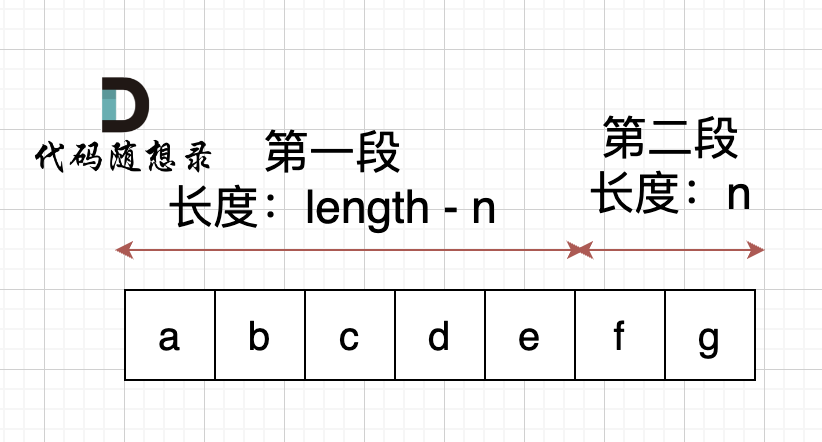 代码随想录
第一段
长度：length - n
第二段
长度：n
a b c d e f g